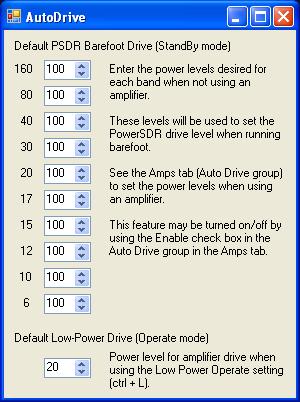 AutoDrive
Default PSDR Barefoot Drive (StandBy mode)
160 100
80 100
40 100
30 100
20 100
17 100
15 100
12 100
10 100
6 100
Enter the power levels desired for
each band when not using an
amplifier.
These levels will be used to set the
PowerSDR drive level when running
barefoot.
See the Amps tab (Auto Drive group)
to set the power levels when using
an amplifier.
This feature may be turned on/off by
using the Enable check box in the
Auto Drive group in the Amps tab.
Default Low-Power Drive (Operate mode)
20
Power level for amplifier drive when
using the Low Power Operate setting
(ctrl + L).